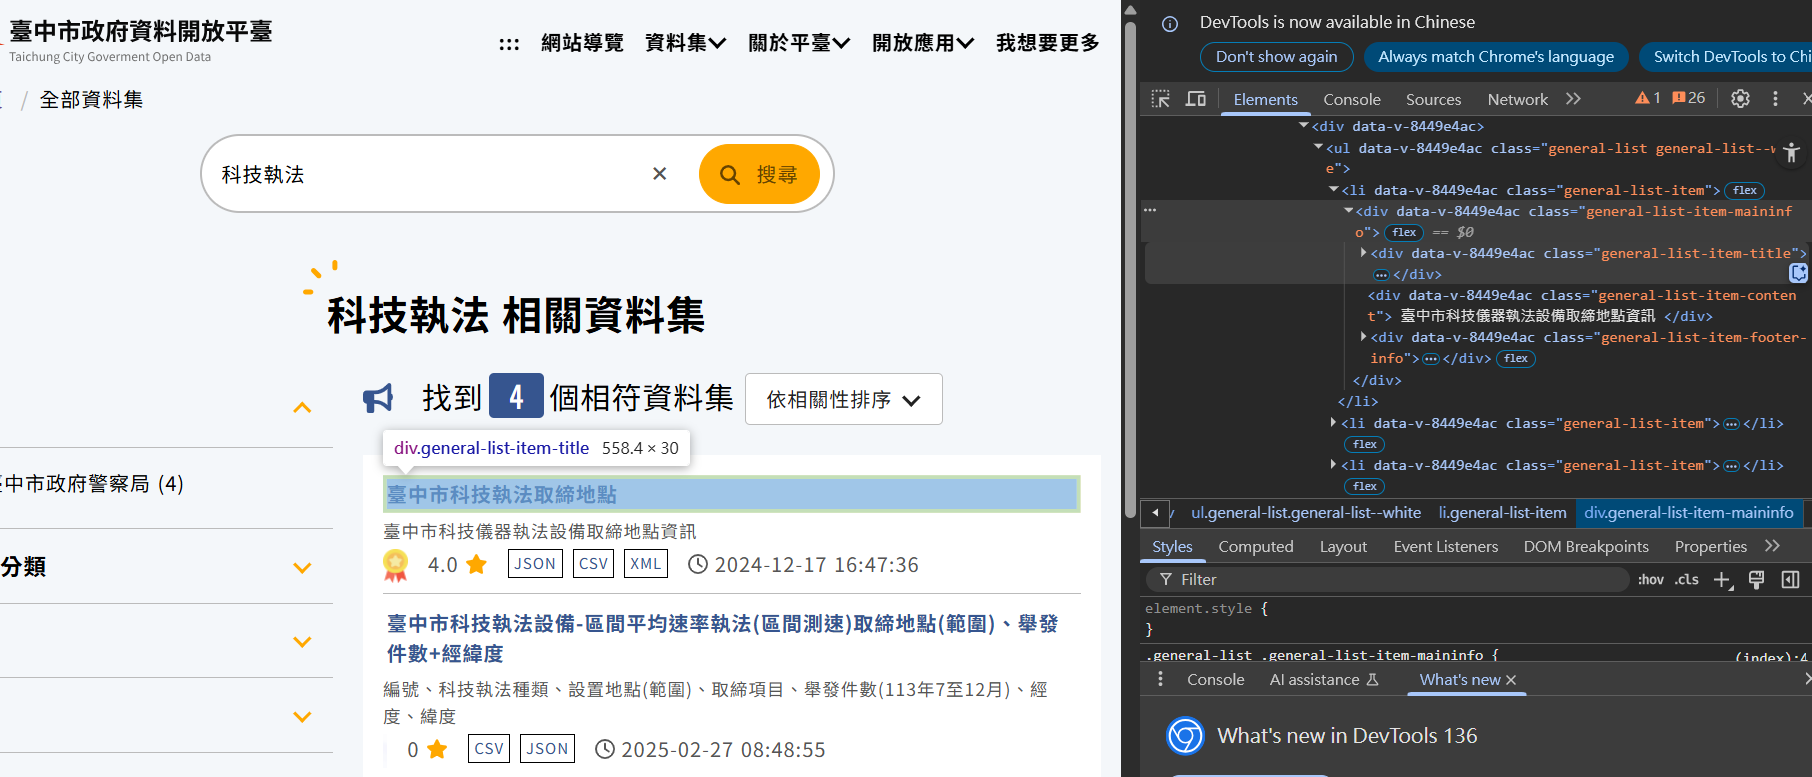 臺中市政府資料開放平臺
Taichung City Goverment Open Data
::: 網站導覽 資料集 關於平臺 開放應用 我想要更多
/ 全部資料集
科技執法 × 搜尋
科技執法 相關資料集
找到 4 個相符資料集 依相關性排序
div.general-list-item-title 558.4 × 30
中市政府警察局 (4)
分類
臺中市科技執法取締地點
臺中市科技儀器執法設備取締地點資訊
4.0 JSON CSV XML 2024-12-17 16:47:36
臺中市科技執法設備-區間平均速率執法(區間測速)取締地點(範圍)、舉發
件數+經緯度
編號、科技執法種類、設置地點(範圍)、取締項目、舉發件數(113年7至12月)、經
度、緯度
0 CSV JSON 2025-02-27 08:48:55
DevTools is now available in Chinese
Don't show again Always match Chrome's language Switch DevTools to Chi
Elements Console Sources Network 1 26
<div data-v-8449e4ac>
<ul data-v-8449e4ac class="general-list general-list--w
e">
<li data-v-8449e4ac class="general-list-item"> flex
<div data-v-8449e4ac class="general-list-item-maininf
o"> flex == $0
<div data-v-8449e4ac class="general-list-item-title">
… </div>
<div data-v-8449e4ac class="general-list-item-conten
t"> 臺中市科技儀器執法設備取締地點資訊 </div>
<div data-v-8449e4ac class="general-list-item-footer-
info"> … </div> flex
</div>
</li>
<li data-v-8449e4ac class="general-list-item"> … </li>
flex
<li data-v-8449e4ac class="general-list-item"> … </li>
flex
ul.general-list.general-list--white li.general-list-item div.general-list-item-maininfo
Styles Computed Layout Event Listeners DOM Breakpoints Properties
Filter :hov .cls
element.style {
}
.general-list .general-list-item-maininfo { (index):4
Console AI assistance What's new ×
What's new in DevTools 136